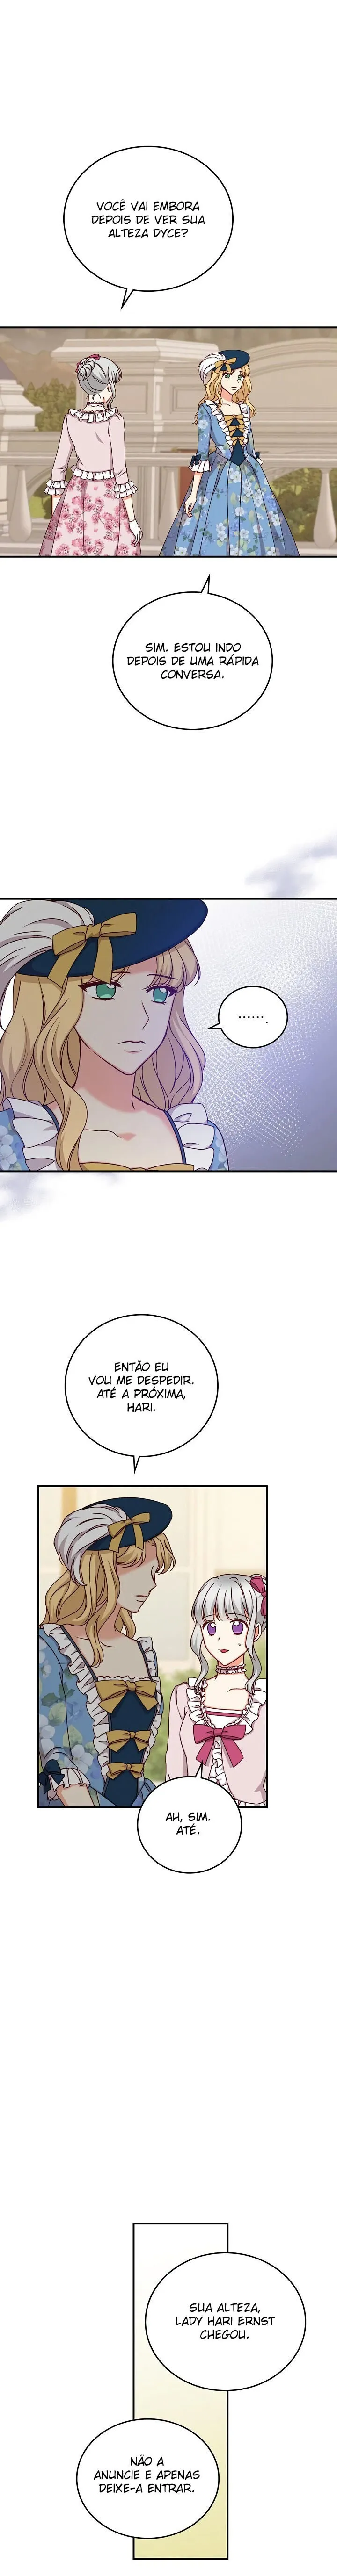 VOCÊ VAI EMBORA
DEPOIS DE VER SUA
ALTEZA DYCE?
SIM. ESTOU INDO
DEPOIS DE UMA RÁPIDA
CONVERSA.
.......
ENTÃO EU
VOU ME DESPEDIR.
ATÉ A PRÓXIMA,
HARI.
AH, SIM.
ATÉ.
SUA ALTEZA,
LADY HARI ERNST
CHEGOU.
NÃO A
ANUNCIE E APENAS
DEIXE-A ENTRAR.